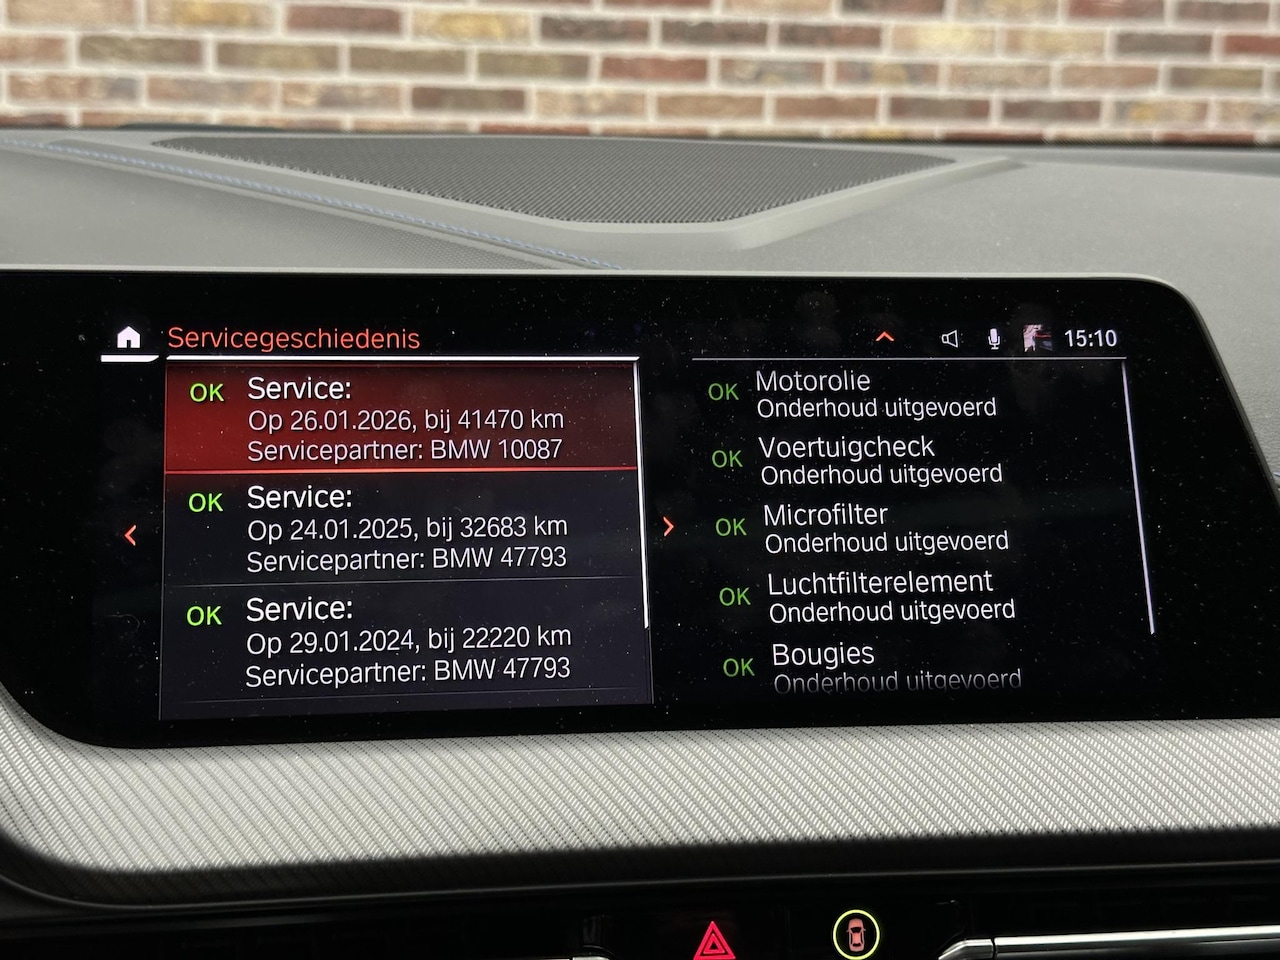 Servicegeschiedenis
15:10
OK Service:
Op 26.01.2026, bij 41470 km
Servicepartner: BMW 10087
OK Service:
Op 24.01.2025, bij 32683 km
Servicepartner: BMW 47793
OK Service:
Op 29.01.2024, bij 22220 km
Servicepartner: BMW 47793
OK Motorolie
Onderhoud uitgevoerd
OK Voertuigcheck
Onderhoud uitgevoerd
OK Microfilter
Onderhoud uitgevoerd
OK Luchtfilterelement
Onderhoud uitgevoerd
OK Bougies
Onderhoud uitgevoerd